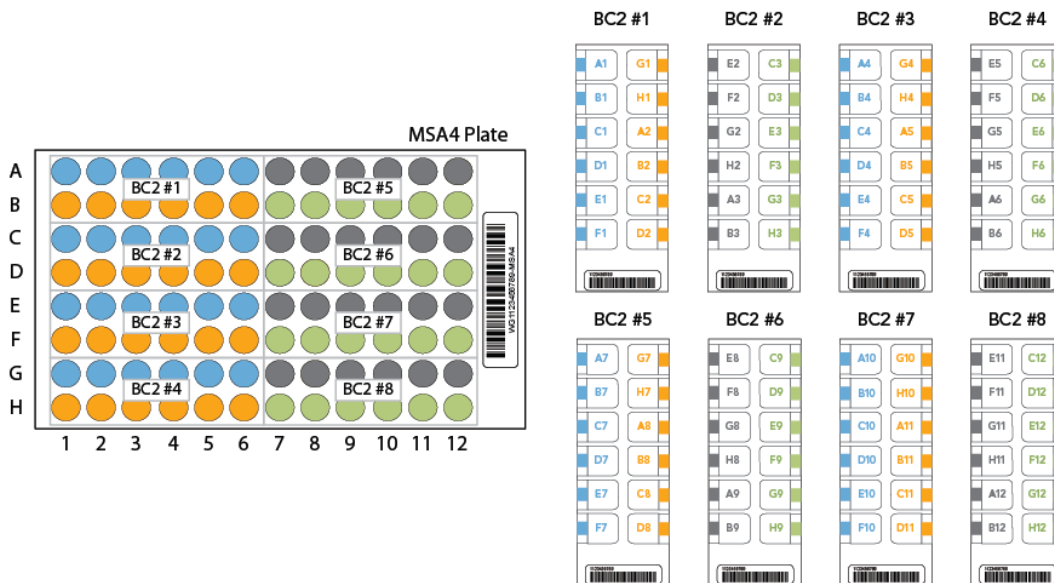 MSA4 Plate
A
B
C
D
E
F
G
H
BC2 #1
BC2 #5
BC2 #2
BC2 #6
BC2 #3
BC2 #7
BC2 #4
BC2 #8
WG1123456789-MSA4
1 2 3 4 5 6 7 8 9 10 11 12
BC2 #1
A1 G1
B1 H1
C1 A2
D1 B2
E1 C2
F1 D2
BC2 #2
E2 C3
F2 D3
G2 E3
H2 F3
A3 G3
B3 H3
BC2 #3
A4 G4
B4 H4
C4 A5
D4 B5
E4 C5
F4 D5
BC2 #4
E5 C6
F5 D6
G5 E6
H5 F6
A6 G6
B6 H6
BC2 #5
A7 G7
B7 H7
C7 A8
D7 B8
E7 C8
F7 D8
BC2 #6
E8 C9
F8 D9
G8 E9
H8 F9
A9 G9
B9 H9
BC2 #7
A10 G10
B10 H10
C10 A11
D10 B11
E10 C11
F10 D11
BC2 #8
E11 C12
F11 D12
G11 E12
H11 F12
A12 G12
B12 H12